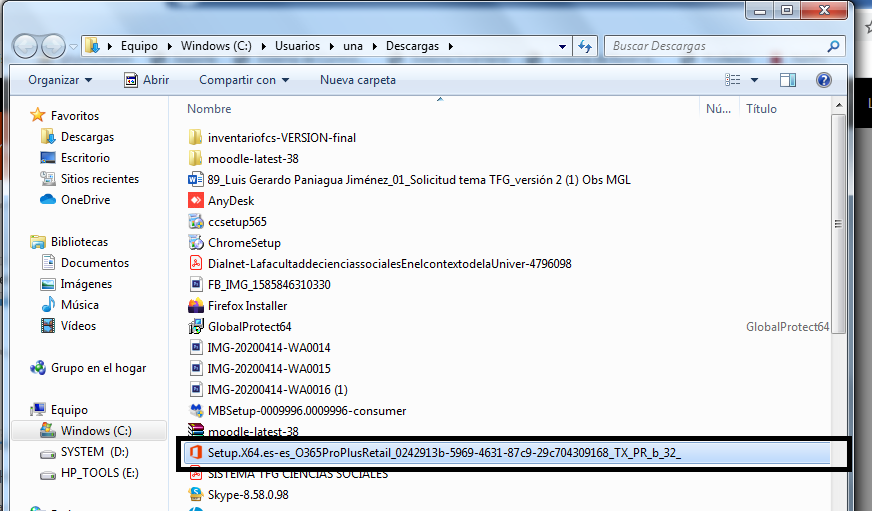 Equipo ▸ Windows (C:) ▸ Usuarios ▸ una ▸ Descargas ▸
Buscar Descargas
Organizar
Abrir
Compartir con
Nueva carpeta
Favoritos
Descargas
Escritorio
Sitios recientes
OneDrive
Bibliotecas
Documentos
Imágenes
Música
Vídeos
Grupo en el hogar
Equipo
Windows (C:)
SYSTEM (D:)
HP_TOOLS (E:)
Nombre
Nú...
Título
inventariofcs-VERSION-final
moodle-latest-38
89_Luis Gerardo Paniagua Jiménez_01_Solicitud tema TFG_versión 2 (1) Obs MGL
AnyDesk
ccsetup565
ChromeSetup
Dialnet-LafacultaddecienciassocialesEnelcontextodelaUniver-4796098
FB_IMG_1585846310330
Firefox Installer
GlobalProtect64
GlobalProtect64
IMG-20200414-WA0014
IMG-20200414-WA0015
IMG-20200414-WA0016 (1)
MBSetup-0009996.0009996-consumer
moodle-latest-38
Setup.X64.es-es_O365ProPlusRetail_0242913b-5969-4631-87c9-29c704309168_TX_PR_b_32_
SISTEMA TFG CIENCIAS SOCIALES
Skype-8.58.0.98